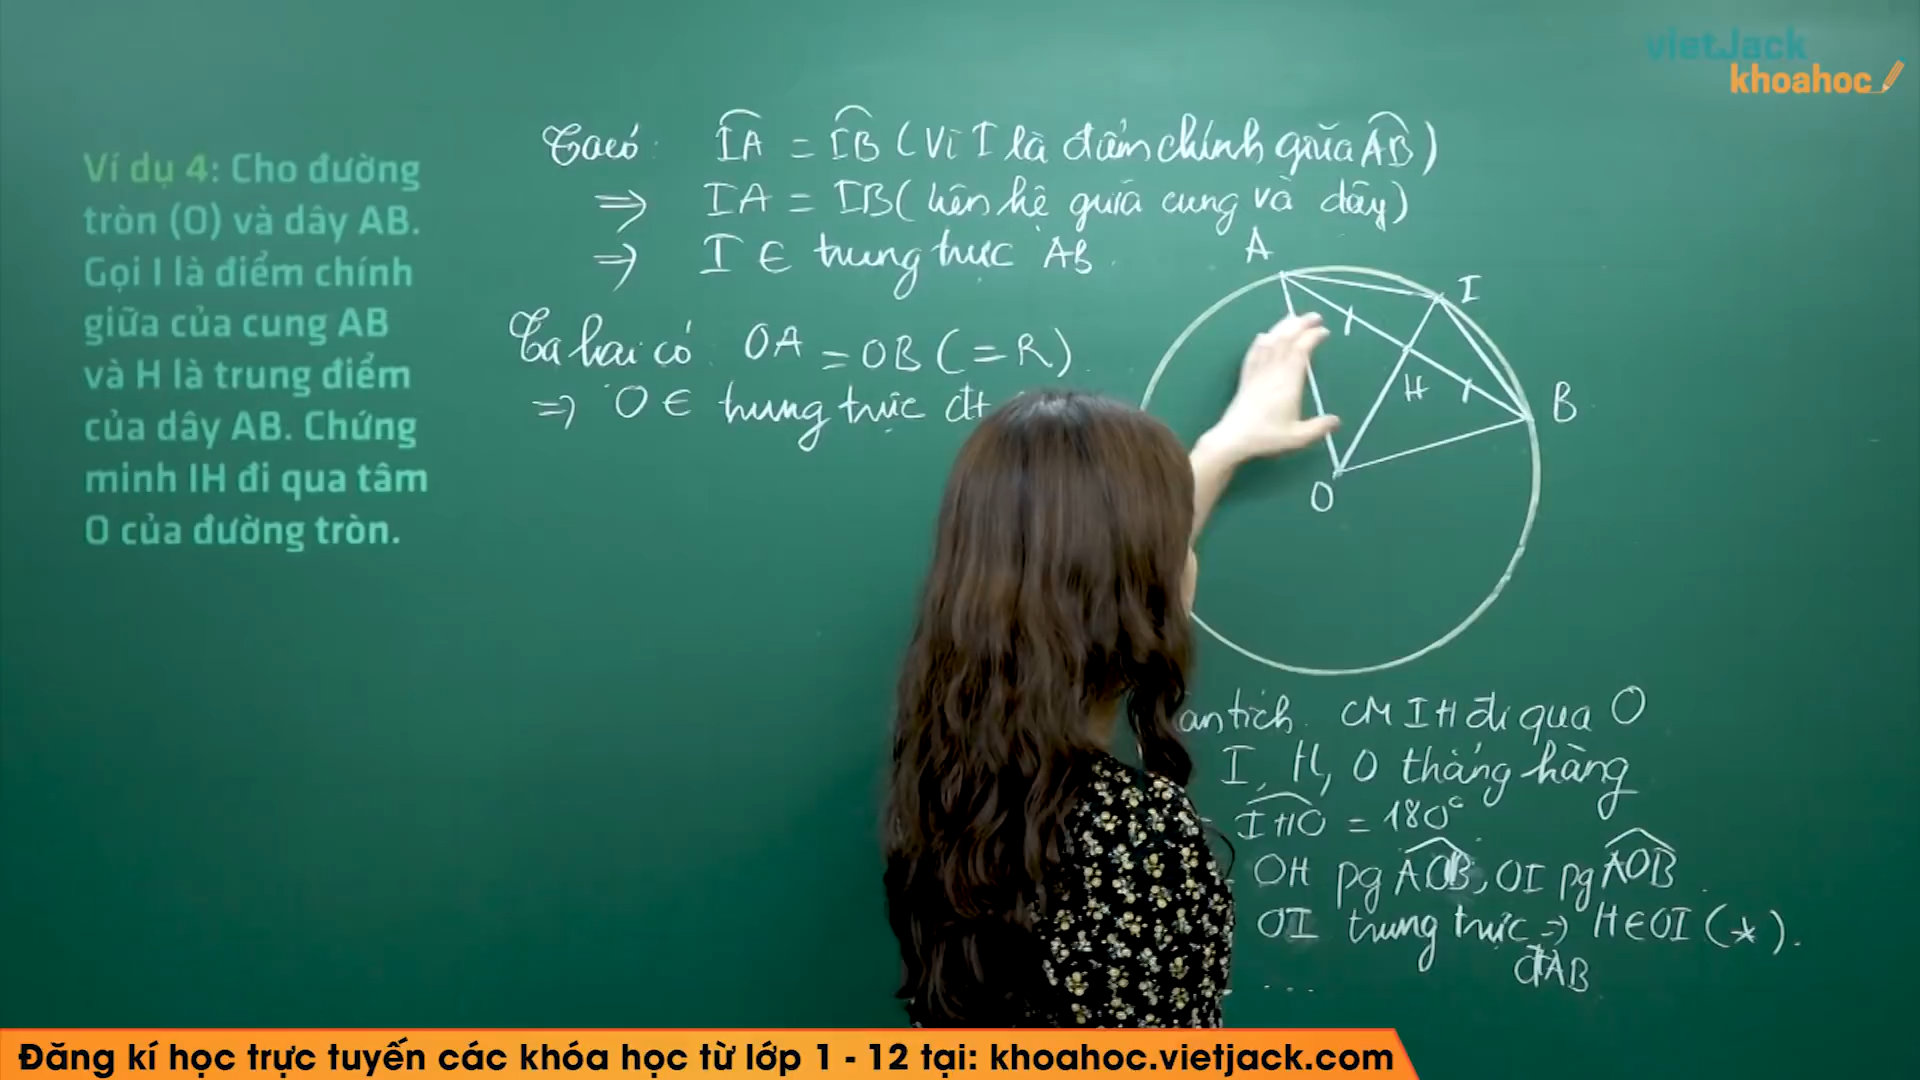 vietJack
khoahoc
Ví dụ 4: Cho đường
tròn (O) và dây AB.
Gọi I là điểm chính
giữa của cung AB
và H là trung điểm
của dây AB. Chứng
minh IH đi qua tâm
O của đường tròn.
Ta có: IA = IB (Vì I là điểm chính giữa AB)
⇒ IA = IB (liên hệ giữa cung và dây)
⇒ I ∈ trung trực AB.
Ta lại có: OA = OB (=R)
⇒ O ∈ trung trực đt
A
I
H
B
O
an tích. CM IH đi qua O
I, H, O thẳng hàng
IHO = 180°
OH pg AOB, OI pg AOB.
OI trung trực ⇒ H∈OI (*).
đtAB
....
Đăng kí học trực tuyến các khóa học từ lớp 1 - 12 tại: khoahoc.vietjack.com